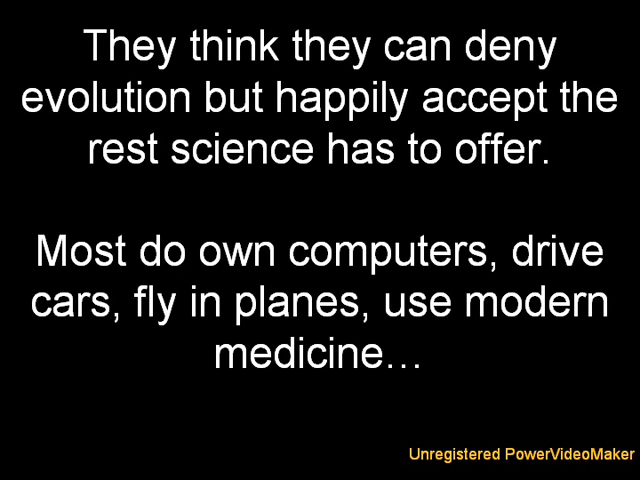 They think they can deny
evolution but happily accept the
rest science has to offer.
Most do own computers, drive
cars, fly in planes, use modern
medicine…
Unregistered PowerVideoMaker